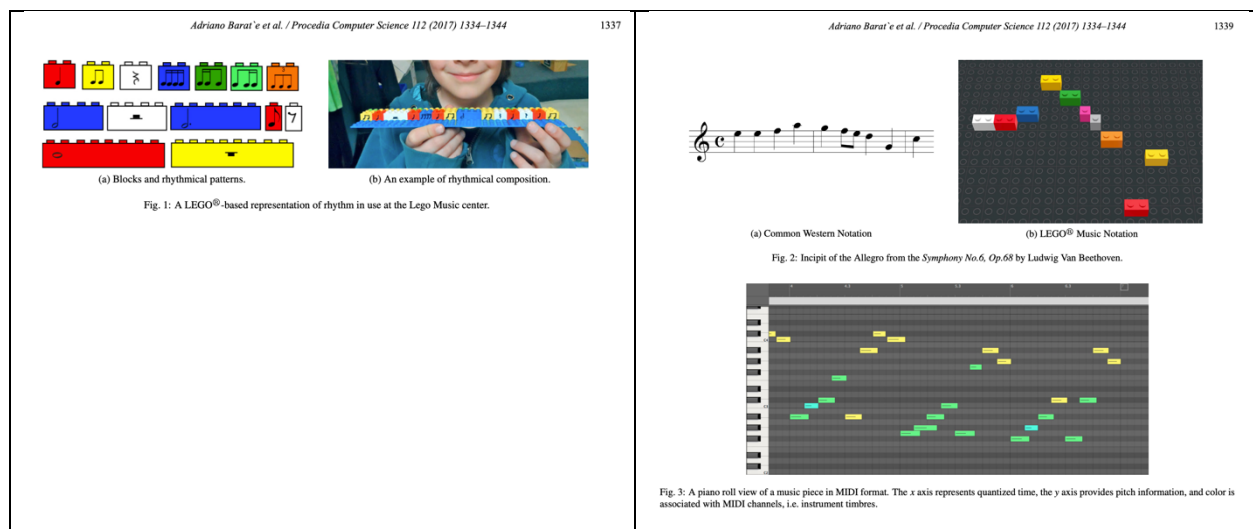 Adriano Barat`e et al. / Procedia Computer Science 112 (2017) 1334–1344
1337
(a) Blocks and rhythmical patterns.
(b) An example of rhythmical composition.
Fig. 1: A LEGO®-based representation of rhythm in use at the Lego Music center.
Adriano Barat`e et al. / Procedia Computer Science 112 (2017) 1334–1344
1339
(a) Common Western Notation
(b) LEGO® Music Notation
Fig. 2: Incipit of the Allegro from the Symphony No.6, Op.68 by Ludwig Van Beethoven.
Fig. 3: A piano roll view of a music piece in MIDI format. The x axis represents quantized time, the y axis provides pitch information, and color is
associated with MIDI channels, i.e. instrument timbres.